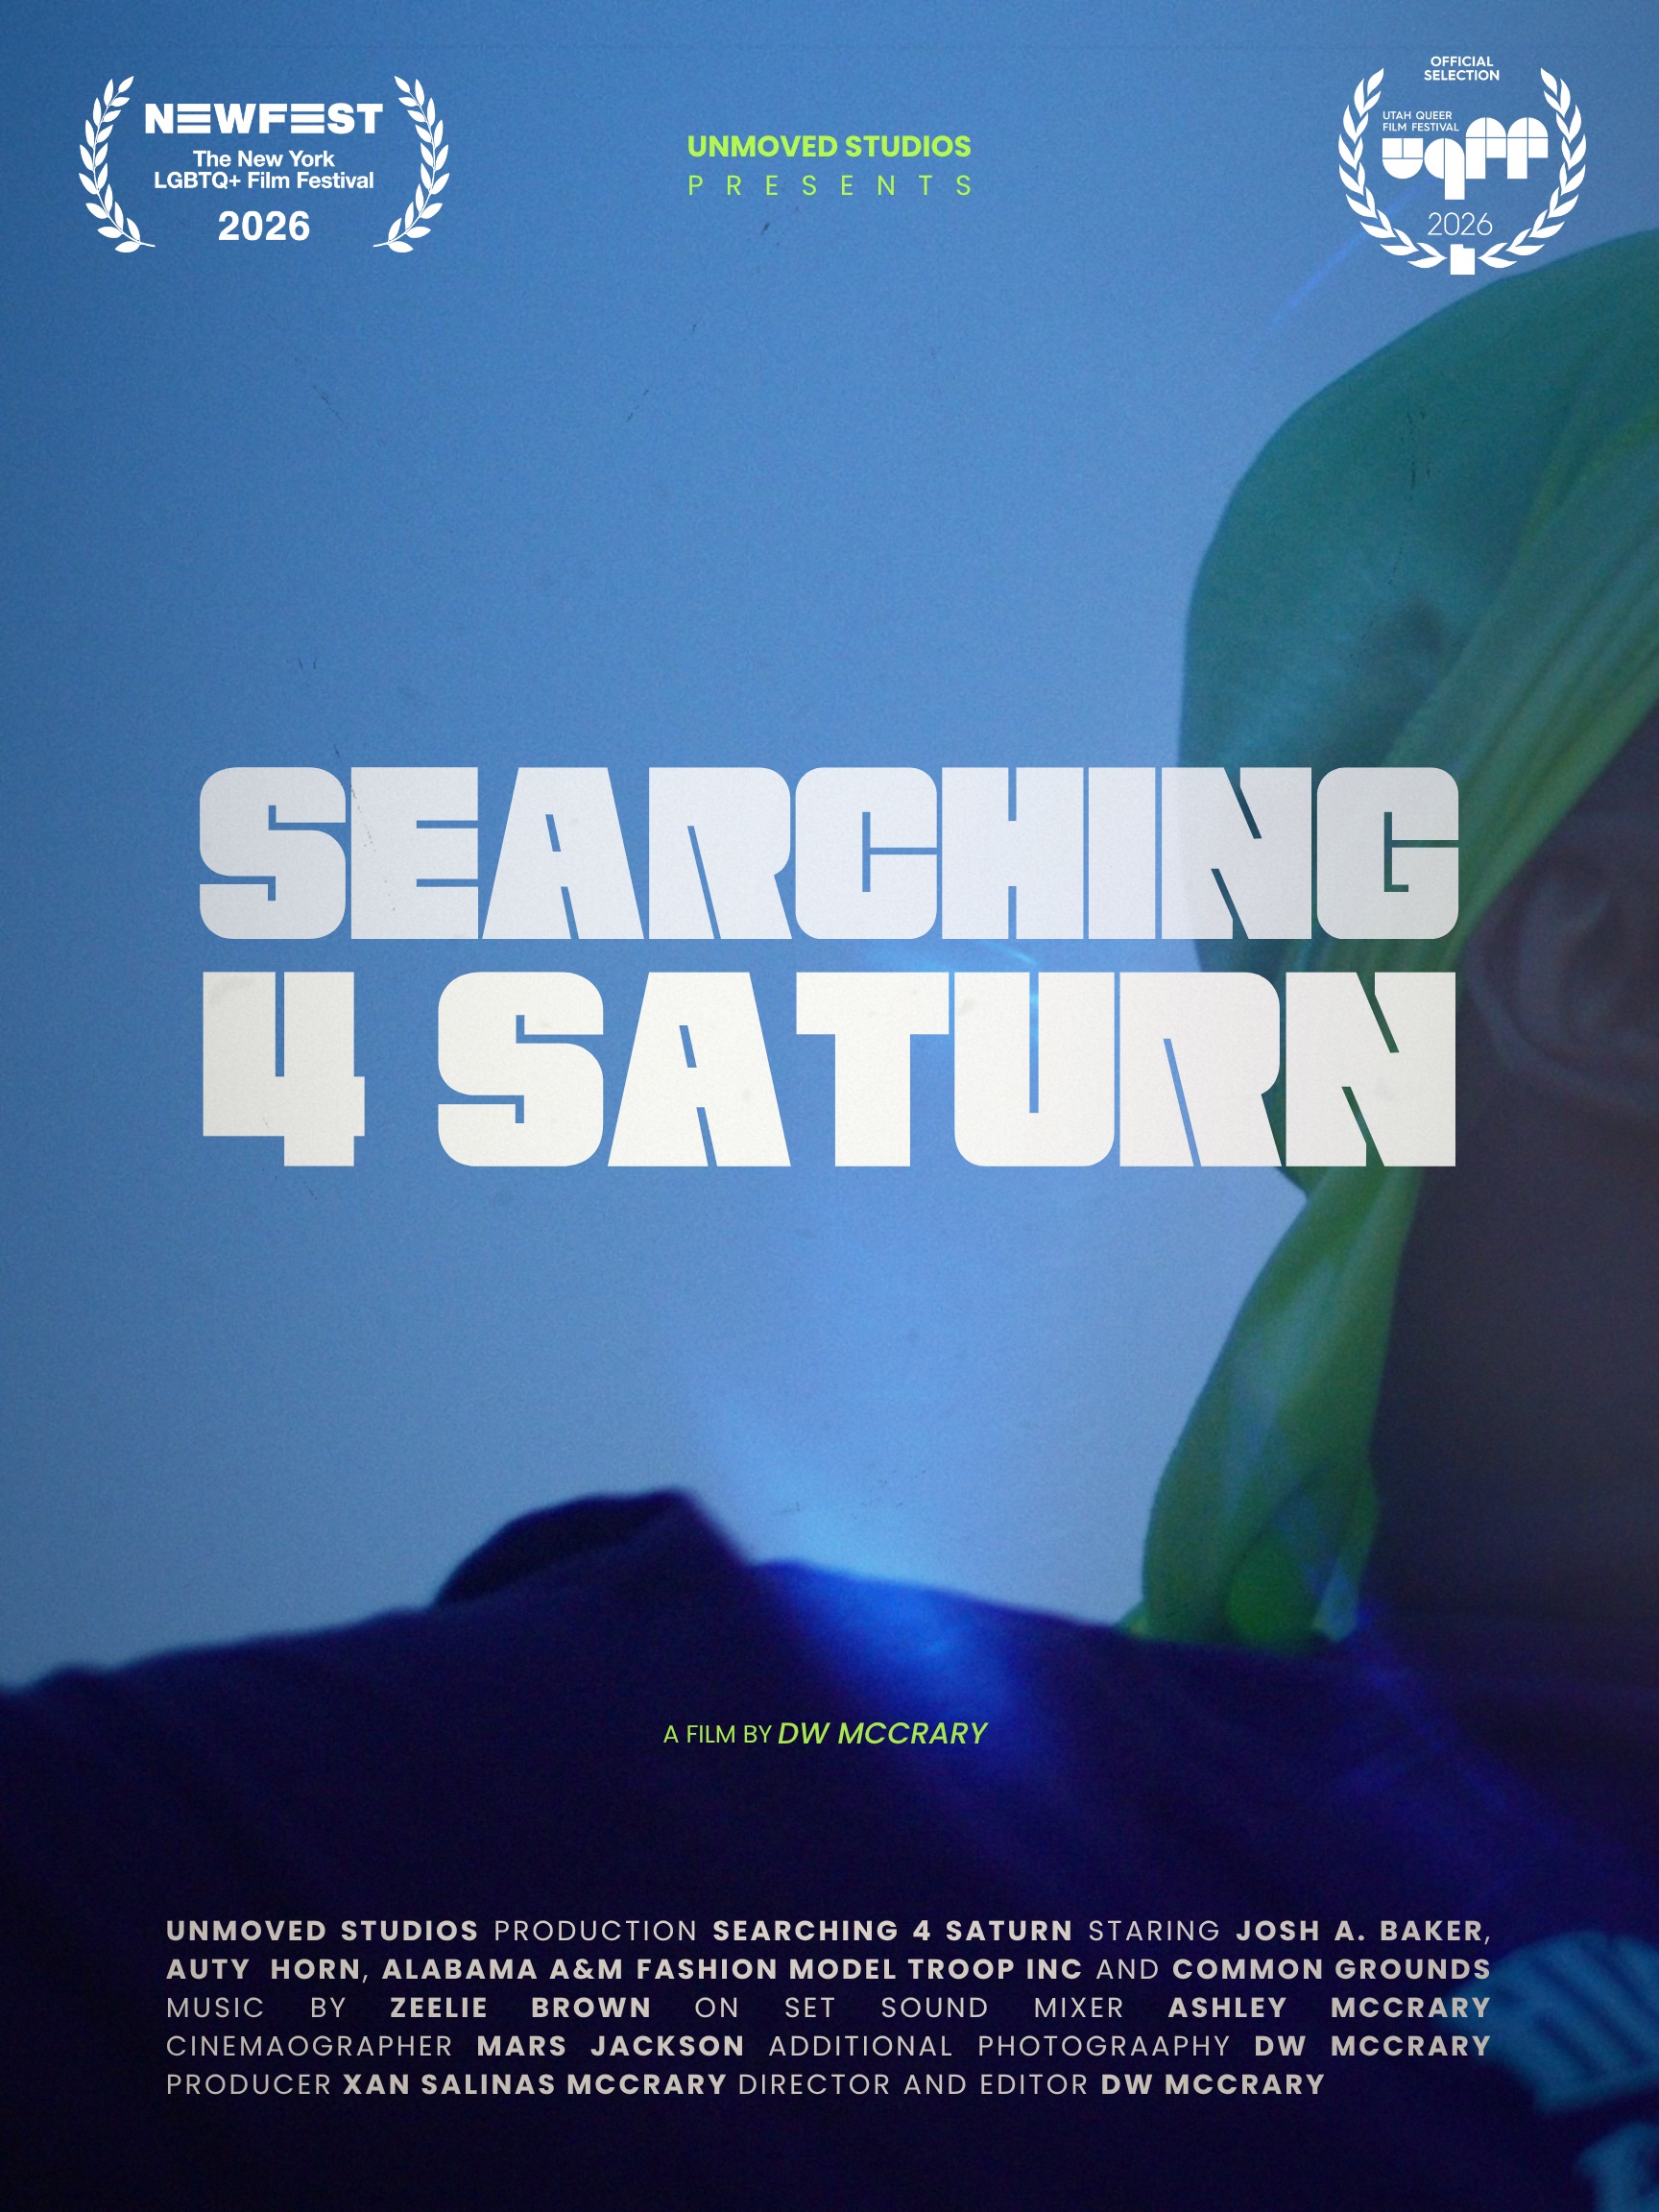 NEWFEST
The New York
LGBTQ+ Film Festival
2026
UNMOVED STUDIOS
PRESENTS
OFFICIAL
SELECTION
UTAH QUEER
FILM FESTIVAL
uqff
2026
SEARCHING
4 SATURN
A FILM BY DW MCCRARY
UNMOVED STUDIOS PRODUCTION SEARCHING 4 SATURN STARING JOSH A. BAKER,
AUTY HORN, ALABAMA A&M FASHION MODEL TROOP INC AND COMMON GROUNDS
MUSIC BY ZEELIE BROWN ON SET SOUND MIXER ASHLEY MCCRARY
CINEMAOGRAPHER MARS JACKSON ADDITIONAL PHOTOGRAAPHY DW MCCRARY
PRODUCER XAN SALINAS MCCRARY DIRECTOR AND EDITOR DW MCCRARY